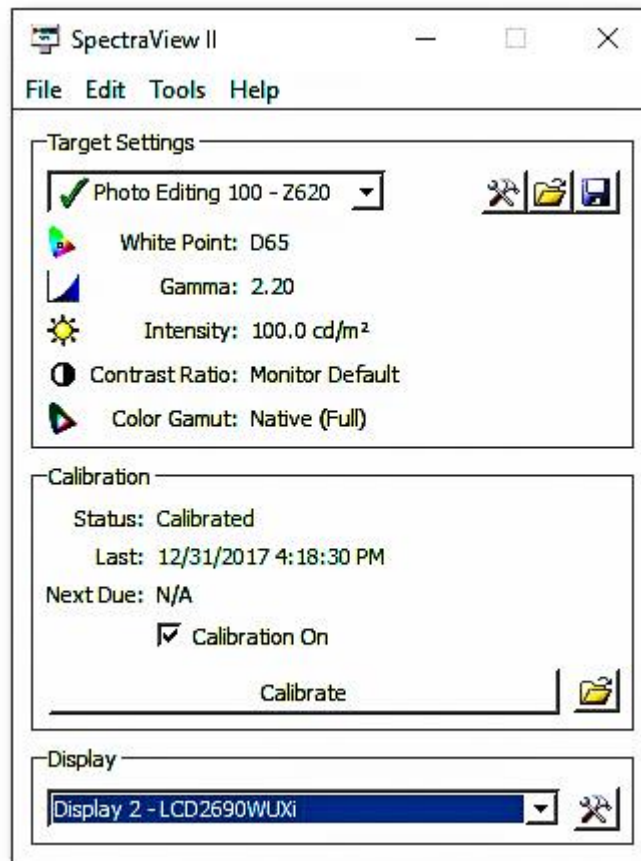 SpectraView II
File Edit Tools Help
Target Settings
Photo Editing 100 - Z620
White Point: D65
Gamma: 2.20
Intensity: 100.0 cd/m²
Contrast Ratio: Monitor Default
Color Gamut: Native (Full)
Calibration
Status: Calibrated
Last: 12/31/2017 4:18:30 PM
Next Due: N/A
Calibration On
Calibrate
Display
Display 2 - LCD2690WUXi